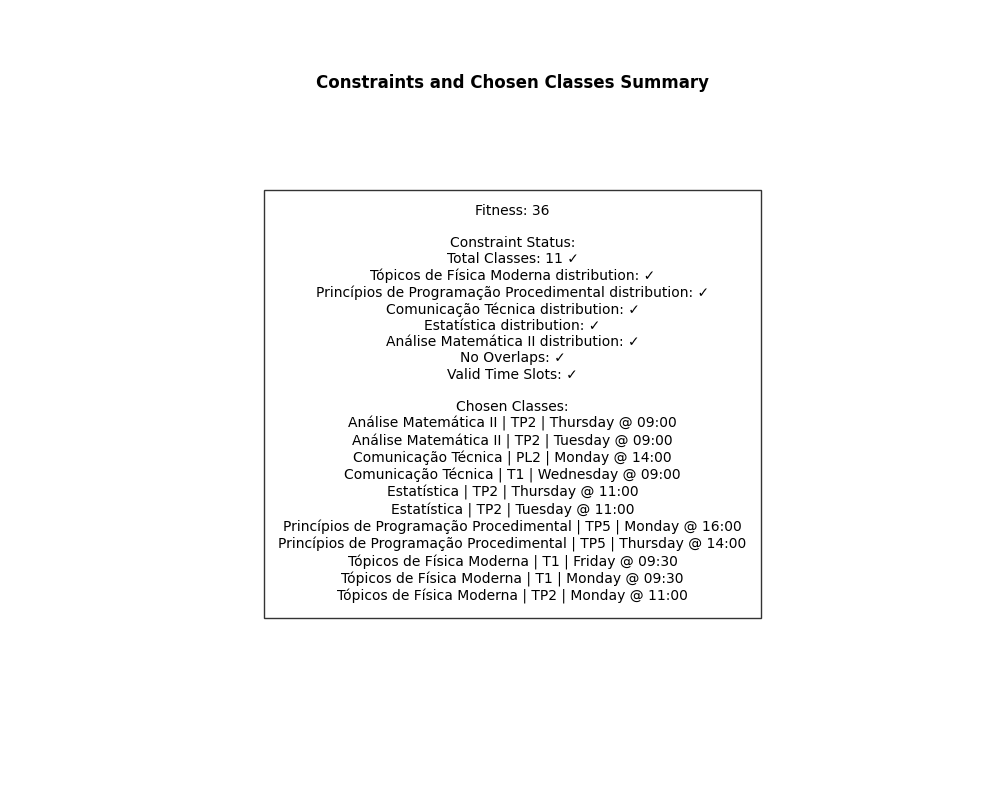 Constraints and Chosen Classes Summary
Fitness: 36
Constraint Status:
Total Classes: 11 ✓
Tópicos de Física Moderna distribution: ✓
Princípios de Programação Procedimental distribution: ✓
Comunicação Técnica distribution: ✓
Estatística distribution: ✓
Análise Matemática II distribution: ✓
No Overlaps: ✓
Valid Time Slots: ✓
Chosen Classes:
Análise Matemática II | TP2 | Thursday @ 09:00
Análise Matemática II | TP2 | Tuesday @ 09:00
Comunicação Técnica | PL2 | Monday @ 14:00
Comunicação Técnica | T1 | Wednesday @ 09:00
Estatística | TP2 | Thursday @ 11:00
Estatística | TP2 | Tuesday @ 11:00
Princípios de Programação Procedimental | TP5 | Monday @ 16:00
Princípios de Programação Procedimental | TP5 | Thursday @ 14:00
Tópicos de Física Moderna | T1 | Friday @ 09:30
Tópicos de Física Moderna | T1 | Monday @ 09:30
Tópicos de Física Moderna | TP2 | Monday @ 11:00